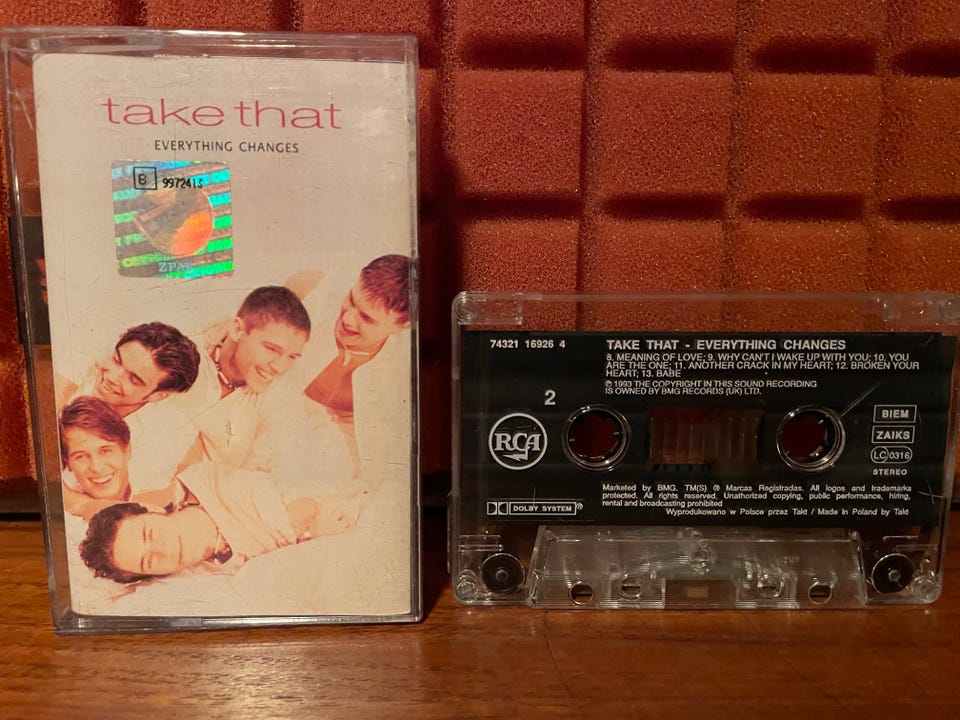 take that
EVERYTHING CHANGES
B 9972413
ZPAV
74321 16926 4
TAKE THAT - EVERYTHING CHANGES
8. MEANING OF LOVE; 9. WHY CAN'T I WAKE UP WITH YOU; 10. YOU
ARE THE ONE; 11. ANOTHER CRACK IN MY HEART; 12. BROKEN YOUR
HEART; 13. BABE
℗ 1993 THE COPYRIGHT IN THIS SOUND RECORDING
IS OWNED BY BMG RECORDS (UK) LTD.
2
RCA
BIEM
ZAIKS
LC 0316
STEREO
DOLBY SYSTEM®
Marketed by BMG. TM(S) ® Marcas Registradas. All logos and trademarks
protected. All rights reserved. Unathorized copying, public performance, hiring,
rental and broadcasting prohibited
Wyprodukowano w Polsce przez Takt / Made in Poland by Takt